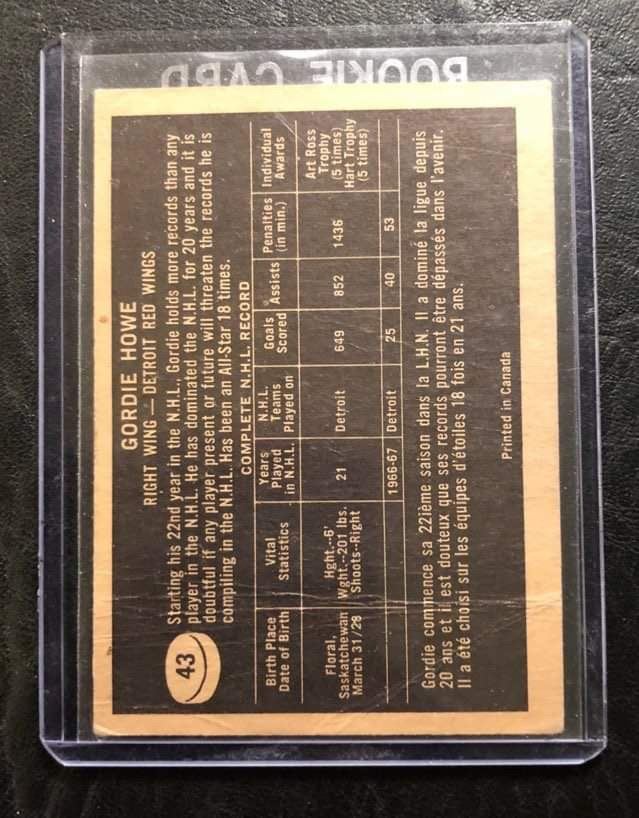 ROOKIE CARD
43
GORDIE HOWE
RIGHT WING — DETROIT RED WINGS
Starting his 22nd year in the N.H.L., Gordie holds more records than any
player in the N.H.L. He has dominated the N.H.L. for 20 years and it is
doubtful if any player, present or future will threaten the records he is
compiling in the N.H.L. Has been an All-Star 18 times.
COMPLETE N.H.L. RECORD
Birth Place Date of Birth | Vital Statistics | Years Played in N.H.L. | N.H.L. Teams Played on | Goals Scored | Assists | Penalties (in min.) | Individual Awards
Floral, Saskatchewan March 31/28 | Hght.--6' Wght.--201 lbs. Shoots--Right | 21 | Detroit | 649 | 852 | 1436 | Art Ross Trophy (5 times) Hart Trophy (5 times)
1966-67 | Detroit | 25 | 40 | 53
Gordie commence sa 22ième saison dans la L.H.N. Il a dominé la ligue depuis
20 ans et il est douteux que ses records pourront être dépassés dans l'avenir.
Il a été choisi sur les équipes d'étoiles 18 fois en 21 ans.
Printed in Canada